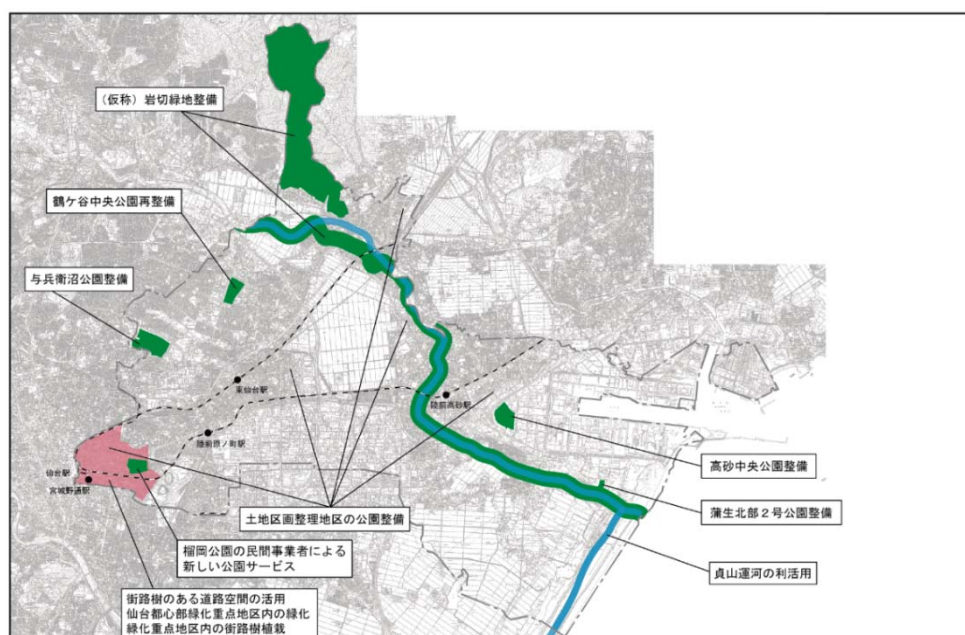 （仮称）岩切緑地整備
鶴ケ谷中央公園再整備
与兵衛沼公園整備
東仙台駅
陸前高砂駅
陸前原ノ町駅
仙台駅
宮城野通駅
高砂中央公園整備
土地区画整理地区の公園整備
蒲生北部２号公園整備
榴岡公園の民間事業者による
新しい公園サービス
貞山運河の利活用
街路樹のある道路空間の活用
仙台都心部緑化重点地区内の緑化
緑化重点地区内の街路樹植栽